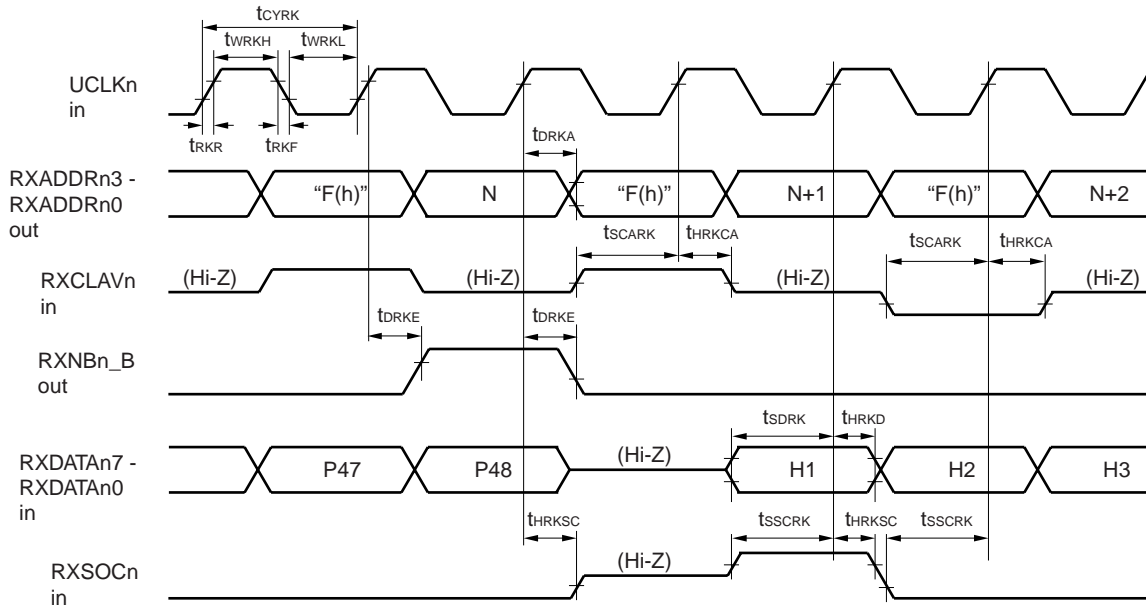 tCYRK
tWRKH tWRKL
UCLKn
in
tRKR tRKF tDRKA
RXADDRn3 -
RXADDRn0
out
“F(h)” N “F(h)” N+1 “F(h)” N+2
tSCARK tHRKCA tSCARK tHRKCA
RXCLAVn
in
(Hi-Z) (Hi-Z) (Hi-Z) (Hi-Z)
tDRKE tDRKE
RXNBn_B
out
tSDRK tHRKD
RXDATAn7 -
RXDATAn0
in
P47 P48 (Hi-Z) H1 H2 H3
tHRKSC tSSCRK tHRKSC tSSCRK
RXSOCn
in
(Hi-Z)